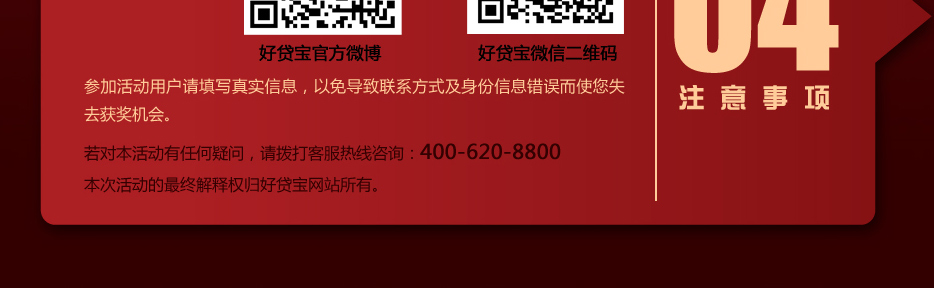 好贷宝官方微博
好贷宝微信二维码
参加活动用户请填写真实信息，以免导致联系方式及身份信息错误而使您失
去获奖机会。
若对本活动有任何疑问，请拨打客服热线咨询：400-620-8800
本次活动的最终解释权归好贷宝网站所有。
04
注意事项